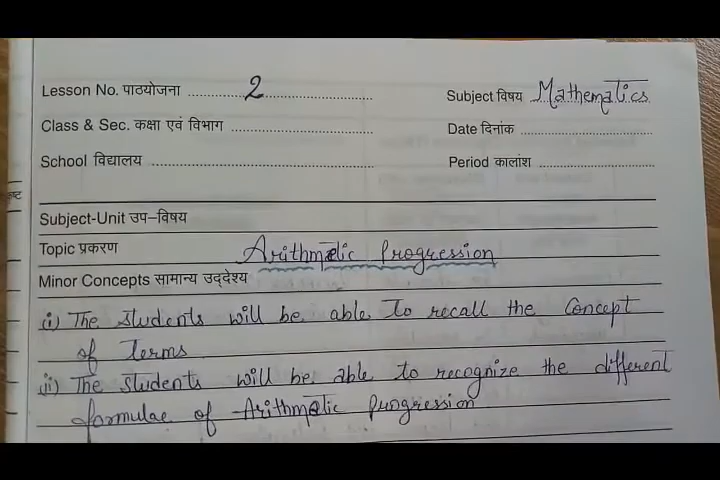 Lesson No. पाठयोजना 2 Subject विषय Mathematics
Class & Sec. कक्षा एवं विभाग Date दिनांक
School विद्यालय Period कालांश
Subject-Unit उप-विषय
Topic प्रकरण Arithmetic Progression
Minor Concepts सामान्य उद्देश्य
(i) The students will be able to recall the concept
of terms
(ii) The students will be able to recognize the different
formulae of Arithmetic Progression